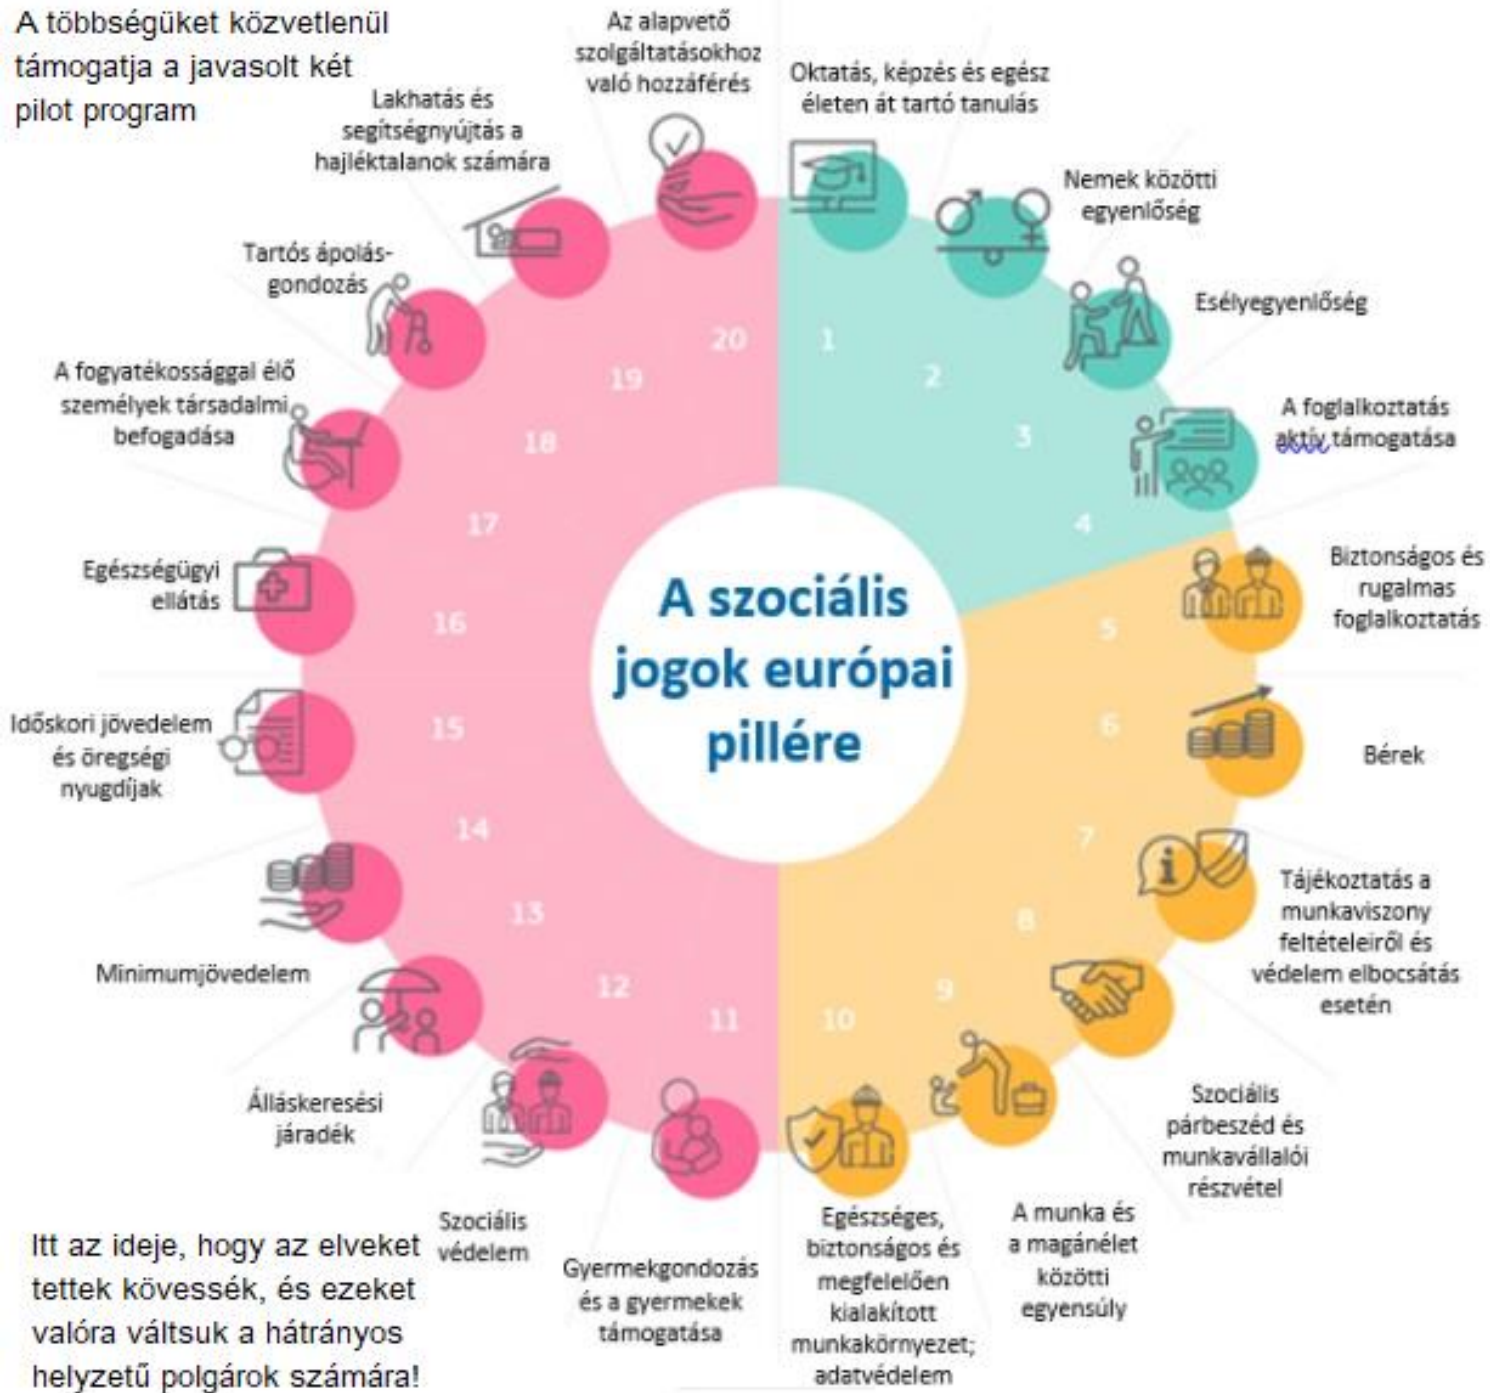 A többségüket közvetlenül
támogatja a javasolt két
pilot program
Az alapvető
szolgáltatásokhoz
való hozzáférés
Oktatás, képzés és egész
életen át tartó tanulás
Lakhatás és
segítségnyújtás a
hajléktalanok számára
Nemek közötti
egyenlőség
Tartós ápolás-
gondozás
Esélyegyenlőség
A fogyatékossággal élő
személyek társadalmi
befogadása
A foglalkoztatás
aktív támogatása
Egészségügyi
ellátás
Biztonságos és
rugalmas
foglalkoztatás
Időskori jövedelem
és öregségi
nyugdíjak
Bérek
Minimumjövedelem
Tájékoztatás a
munkaviszony
feltételeiről és
védelem elbocsátás
esetén
Álláskeresési
járadék
Szociális
párbeszéd és
munkavállalói
részvétel
Szociális
védelem
Gyermekgondozás
és a gyermekek
támogatása
Egészséges,
biztonságos és
megfelelően
kialakított
munkakörnyezet;
adatvédelem
A munka és
a magánélet
közötti
egyensúly
1
2
3
4
5
6
7
8
9
10
11
12
13
14
15
16
17
18
19
20
A szociális
jogok európai
pillére
i
Itt az ideje, hogy az elveket
tettek kövessék, és ezeket
valóra váltsuk a hátrányos
helyzetű polgárok számára!